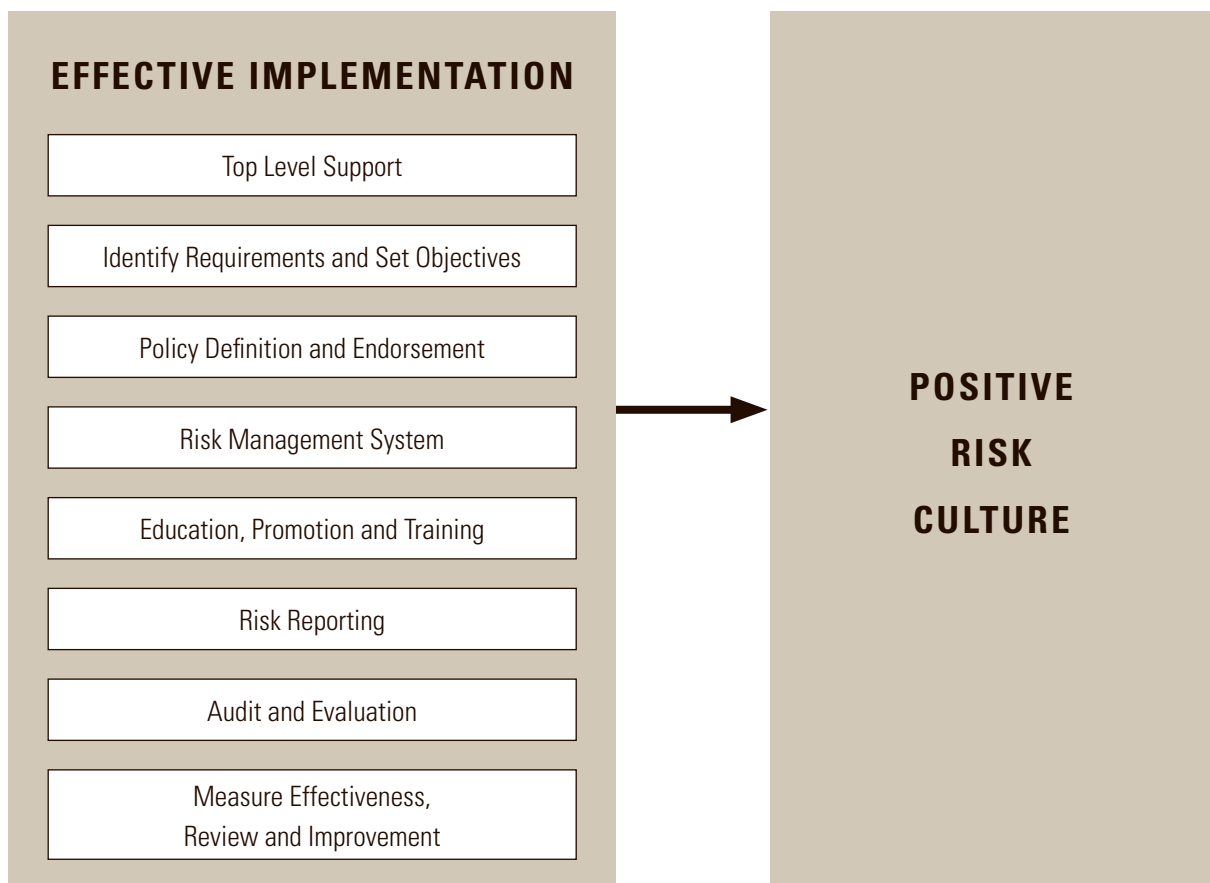 EFFECTIVE IMPLEMENTATION
Top Level Support
Identify Requirements and Set Objectives
Policy Definition and Endorsement
Risk Management System
Education, Promotion and Training
Risk Reporting
Audit and Evaluation
Measure Effectiveness,
Review and Improvement
POSITIVE
RISK
CULTURE